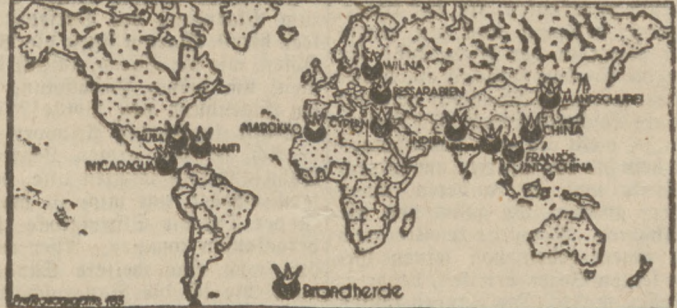 WILNA
BESSARABIEN
MANDSCHUREI
MAROKKO
CYPERN
KUBA
HAITI
INDIEN
CHINA
NICARAGUA
FRANZÖS.
INDOCHINA
Brandherde